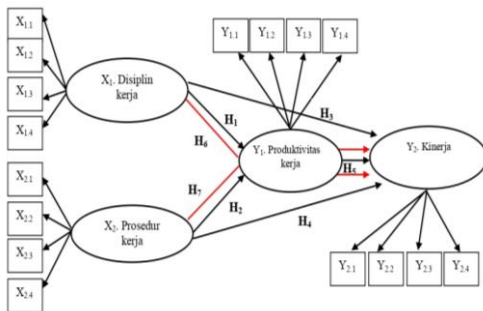 X1.1
X1.2
X1.3
X1.4
X1. Disiplin
kerja
Y1.1
Y1.2
Y1.3
Y1.4
H1
H3
H6
Y1. Produktivitas
kerja
Y2. Kinerja
H5
H7
H2
H4
X2.1
X2.2
X2.3
X2.4
X2. Prosedur
kerja
Y2.1
Y2.2
Y2.3
Y2.4